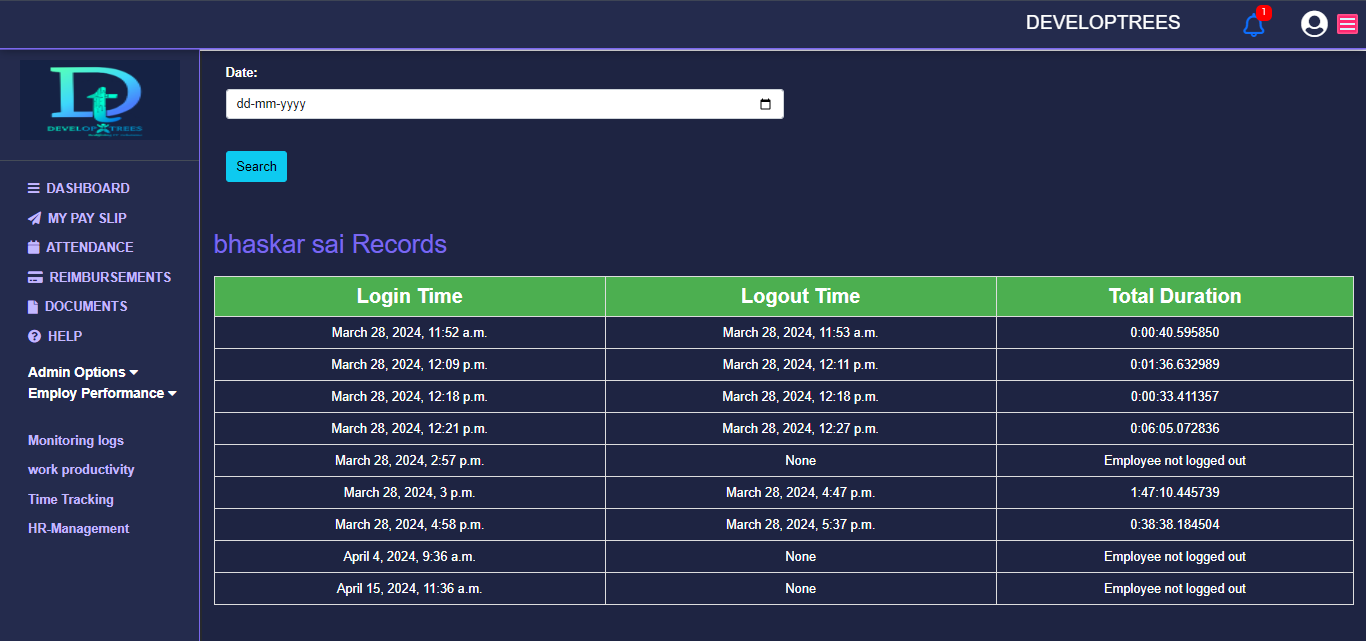 DEVELOPTREES
1
Dt
DEVELOPTREES
DASHBOARD
MY PAY SLIP
ATTENDANCE
REIMBURSEMENTS
DOCUMENTS
HELP
Admin Options
Employ Performance
Monitoring logs
work productivity
Time Tracking
HR-Management
Date:
dd-mm-yyyy
Search
bhaskar sai Records
Login Time Logout Time Total Duration
March 28, 2024, 11:52 a.m. March 28, 2024, 11:53 a.m. 0:00:40.595850
March 28, 2024, 12:09 p.m. March 28, 2024, 12:11 p.m. 0:01:36.632989
March 28, 2024, 12:18 p.m. March 28, 2024, 12:18 p.m. 0:00:33.411357
March 28, 2024, 12:21 p.m. March 28, 2024, 12:27 p.m. 0:06:05.072836
March 28, 2024, 2:57 p.m. None Employee not logged out
March 28, 2024, 3 p.m. March 28, 2024, 4:47 p.m. 1:47:10.445739
March 28, 2024, 4:58 p.m. March 28, 2024, 5:37 p.m. 0:38:38.184504
April 4, 2024, 9:36 a.m. None Employee not logged out
April 15, 2024, 11:36 a.m. None Employee not logged out